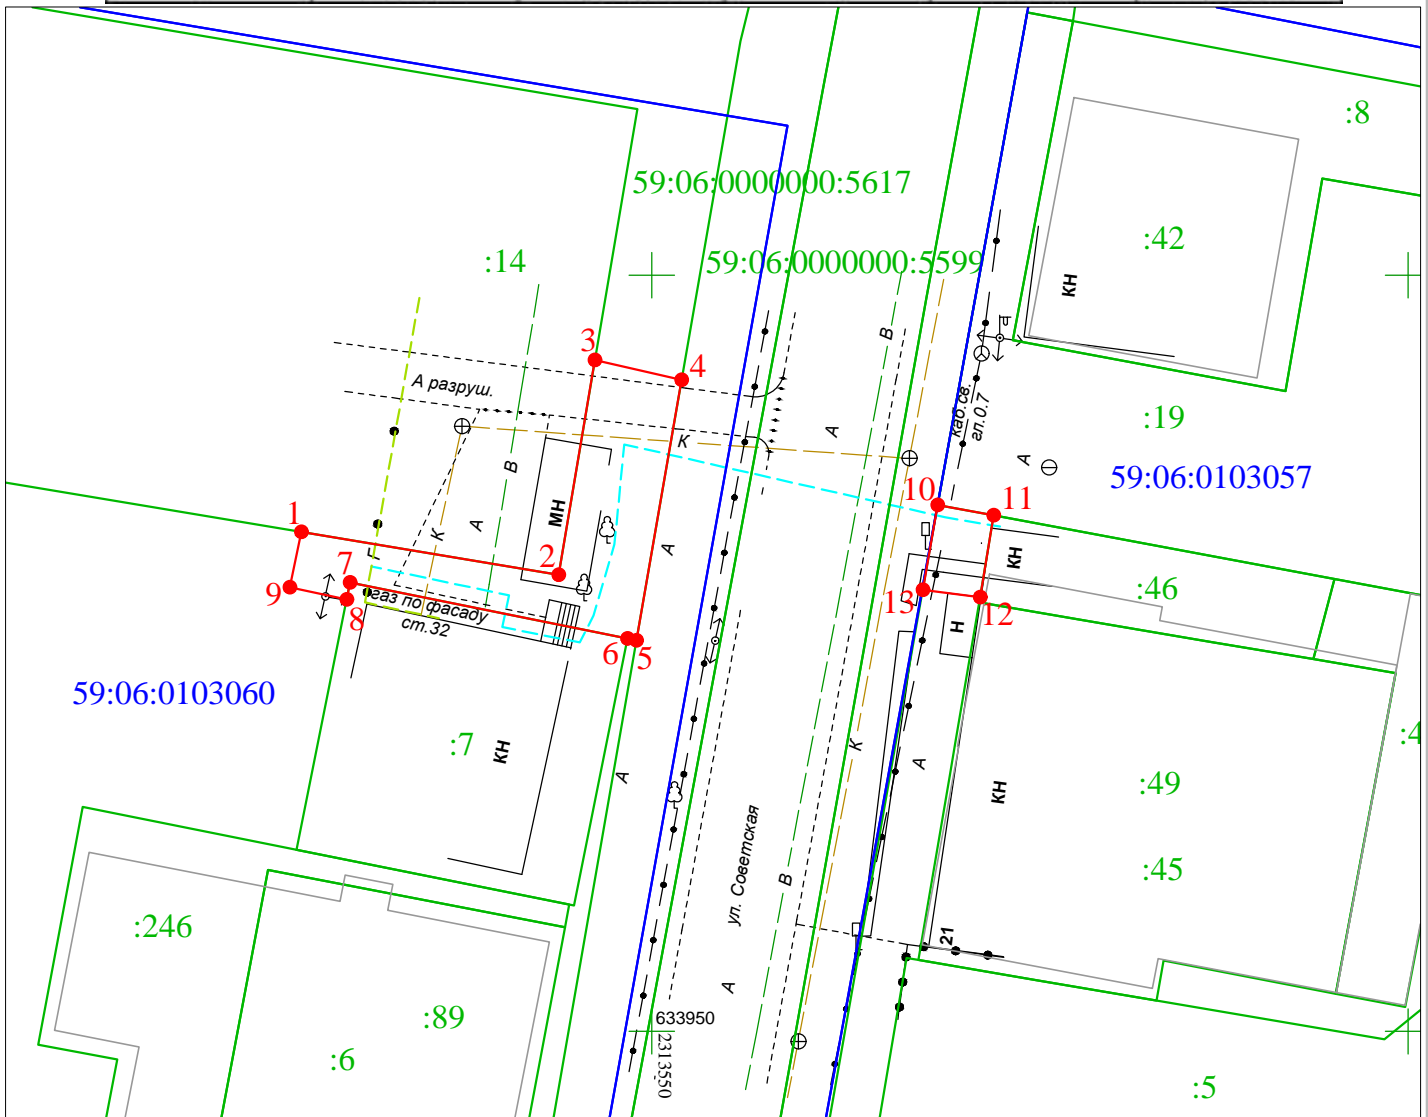 :8
59:06:0000000:5617
:42
:14
59:06:0000000:5599
КН
В
3
4
А разруш.
каб.св.
гл.0.7
:19
К
А
А
В
59:06:0103057
10
11
1
МН
А
К
А
КН
2
Г
7
:46
9
8
газ по фасаду
ст.32
13
12
Н
6
5
59:06:0103060
:7
КН
К
А
:4
А
КН
:49
ул. Советская
:45
В
:246
21
А
:89
633950
2313550
:6
:5